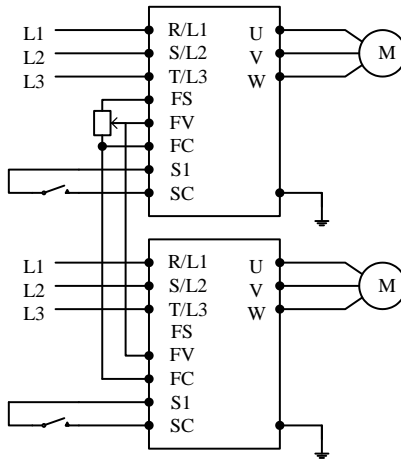 L1 R/L1 U
L2 S/L2 V M
L3 T/L3 W
FS
FV
FC
S1
SC
L1 R/L1 U
L2 S/L2 V M
L3 T/L3 W
FS
FV
FC
S1
SC